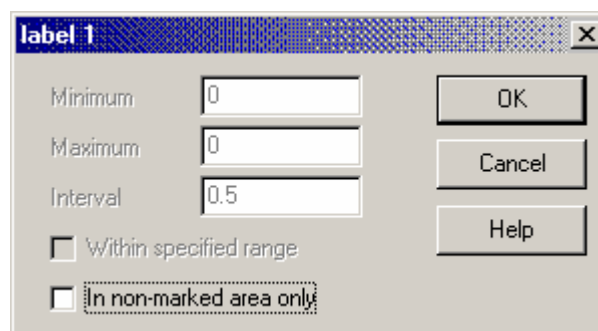 label 1
Minimum 0 OK
Maximum 0
Cancel
Interval 0.5
Help
Within specified range
In non-marked area only